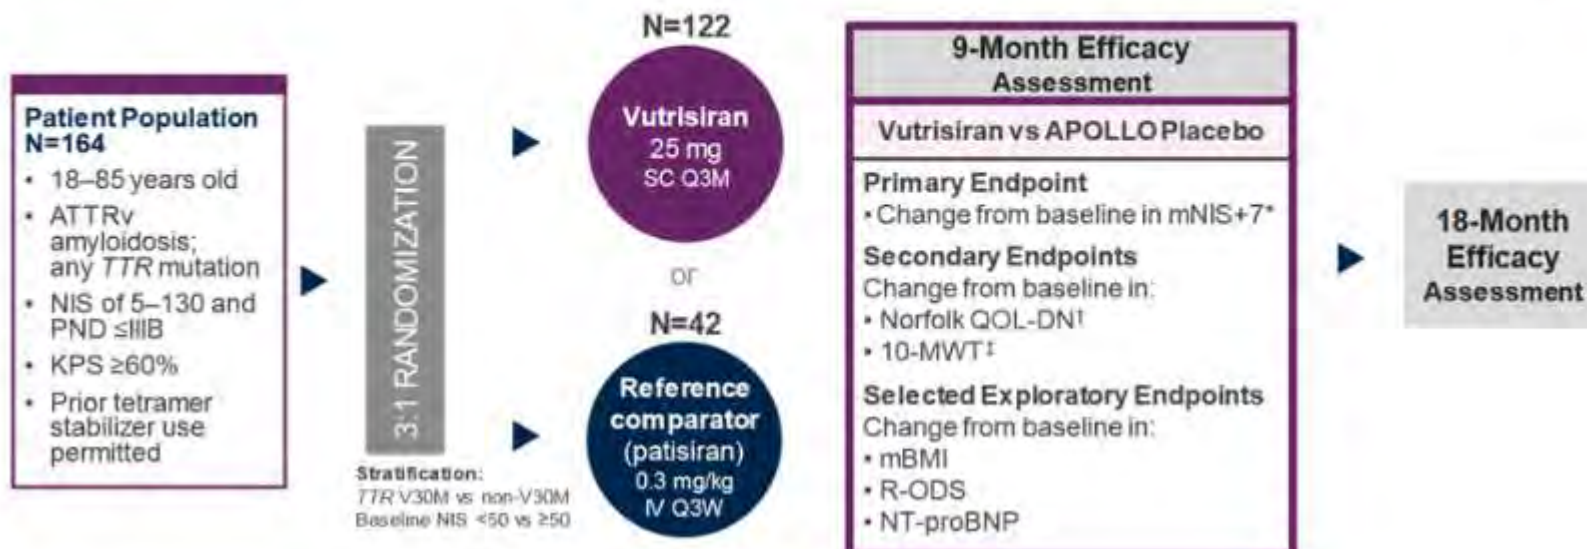 Patient Population
N=164
• 18–85 years old
• ATTRv
amyloidosis;
any TTR mutation
• NIS of 5–130 and
PND ≤IIIB
• KPS ≥60%
• Prior tetramer
stabilizer use
permitted
3:1 RANDOMIZATION
Stratification:
TTR V30M vs non-V30M
Baseline NIS <50 vs ≥50
N=122
Vutrisiran
25 mg
SC Q3M
or
N=42
Reference
comparator
(patisiran)
0.3 mg/kg
IV Q3W
9-Month Efficacy
Assessment
Vutrisiran vs APOLLO Placebo
Primary Endpoint
• Change from baseline in mNIS+7*
Secondary Endpoints
Change from baseline in:
• Norfolk QOL-DN†
• 10-MWT‡
Selected Exploratory Endpoints
Change from baseline in:
• mBMI
• R-ODS
• NT-proBNP
18-Month
Efficacy
Assessment